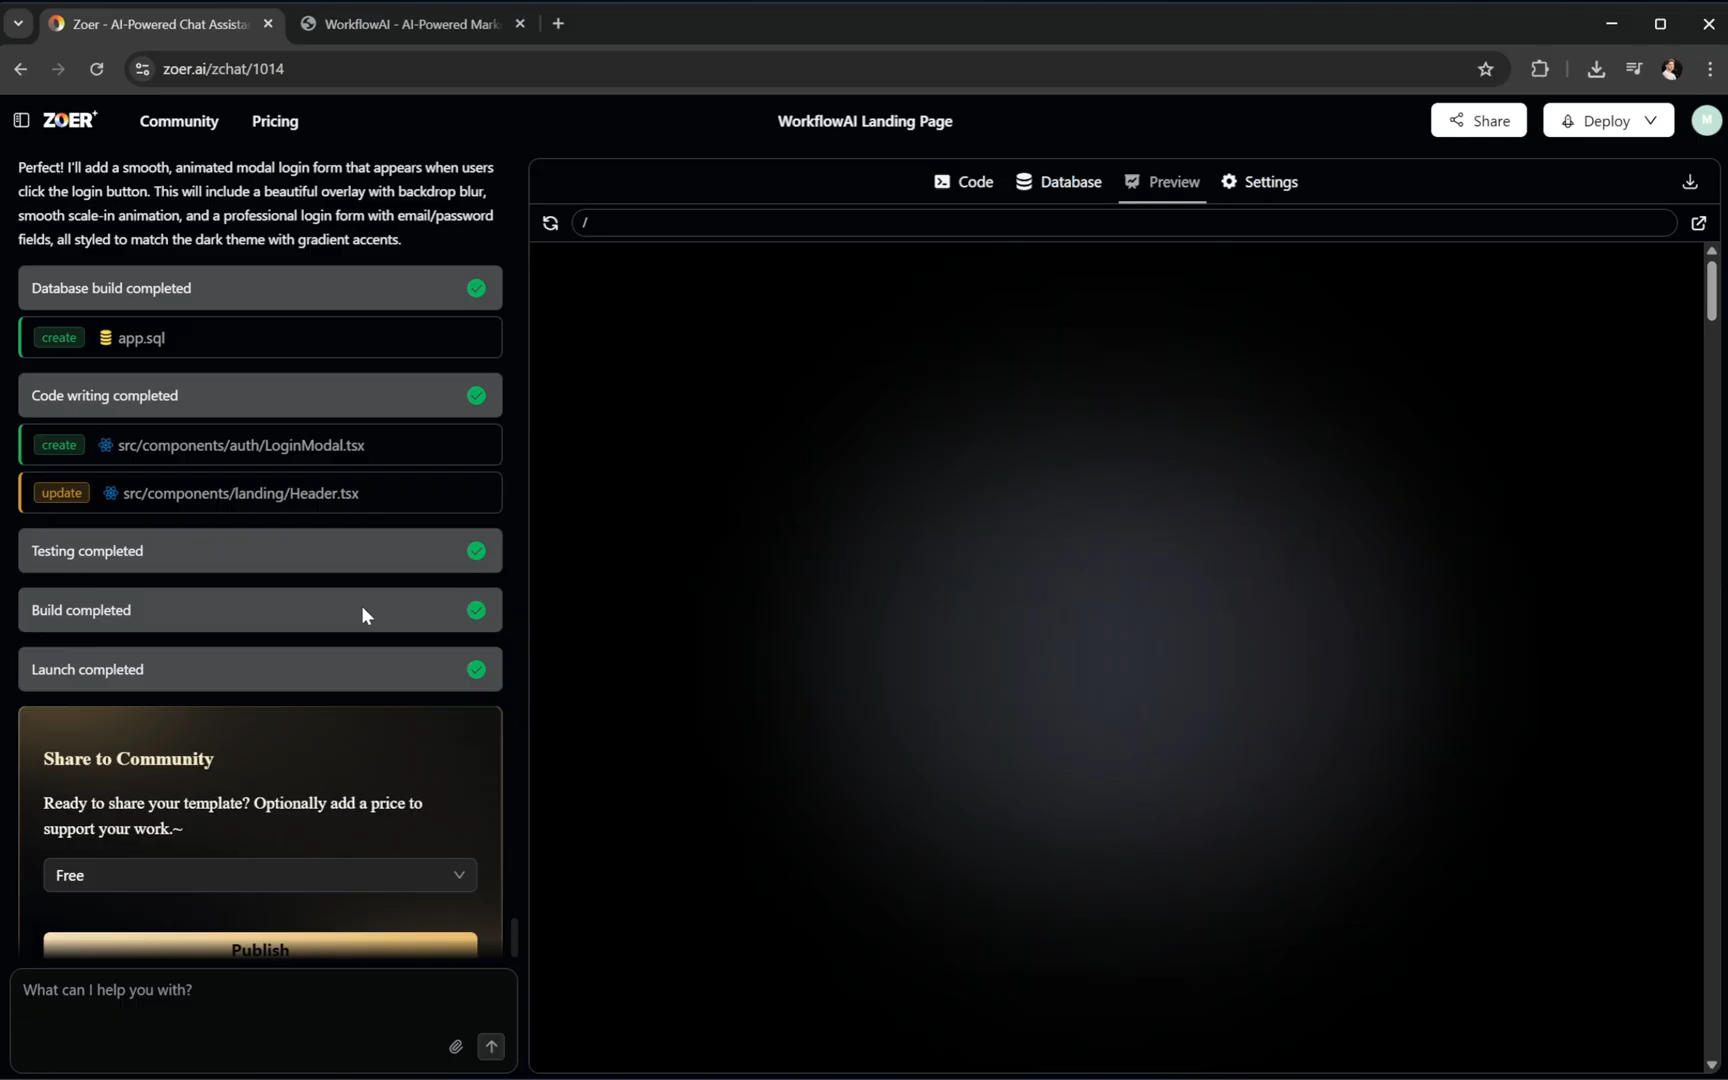 Zoer - AI-Powered Chat Assista
WorkflowAI - AI-Powered Mark
zoer.ai/zchat/1014
ZOER+
Community
Pricing
WorkflowAI Landing Page
Share
Deploy
M
Perfect! I'll add a smooth, animated modal login form that appears when users
click the login button. This will include a beautiful overlay with backdrop blur,
smooth scale-in animation, and a professional login form with email/password
fields, all styled to match the dark theme with gradient accents.
Database build completed
create app.sql
Code writing completed
create src/components/auth/LoginModal.tsx
update src/components/landing/Header.tsx
Testing completed
Build completed
Launch completed
Share to Community
Ready to share your template? Optionally add a price to
support your work.~
Free
Publish
What can I help you with?
Code
Database
Preview
Settings
/